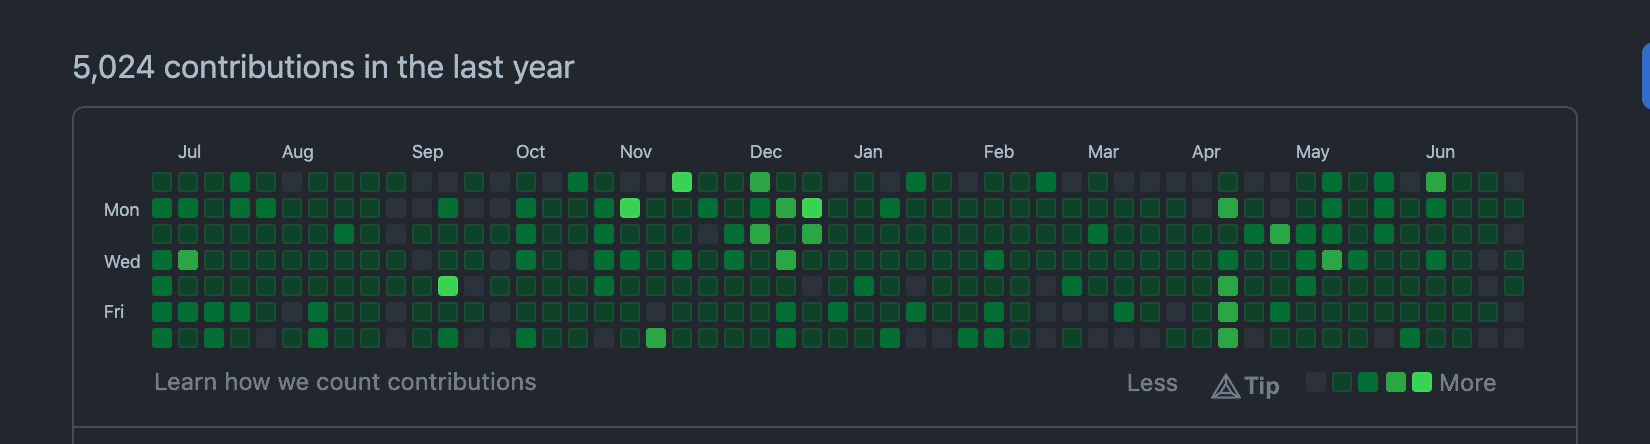 5,024 contributions in the last year
Jul Aug Sep Oct Nov Dec Jan Feb Mar Apr May Jun
Mon
Wed
Fri
Learn how we count contributions Less Tip More